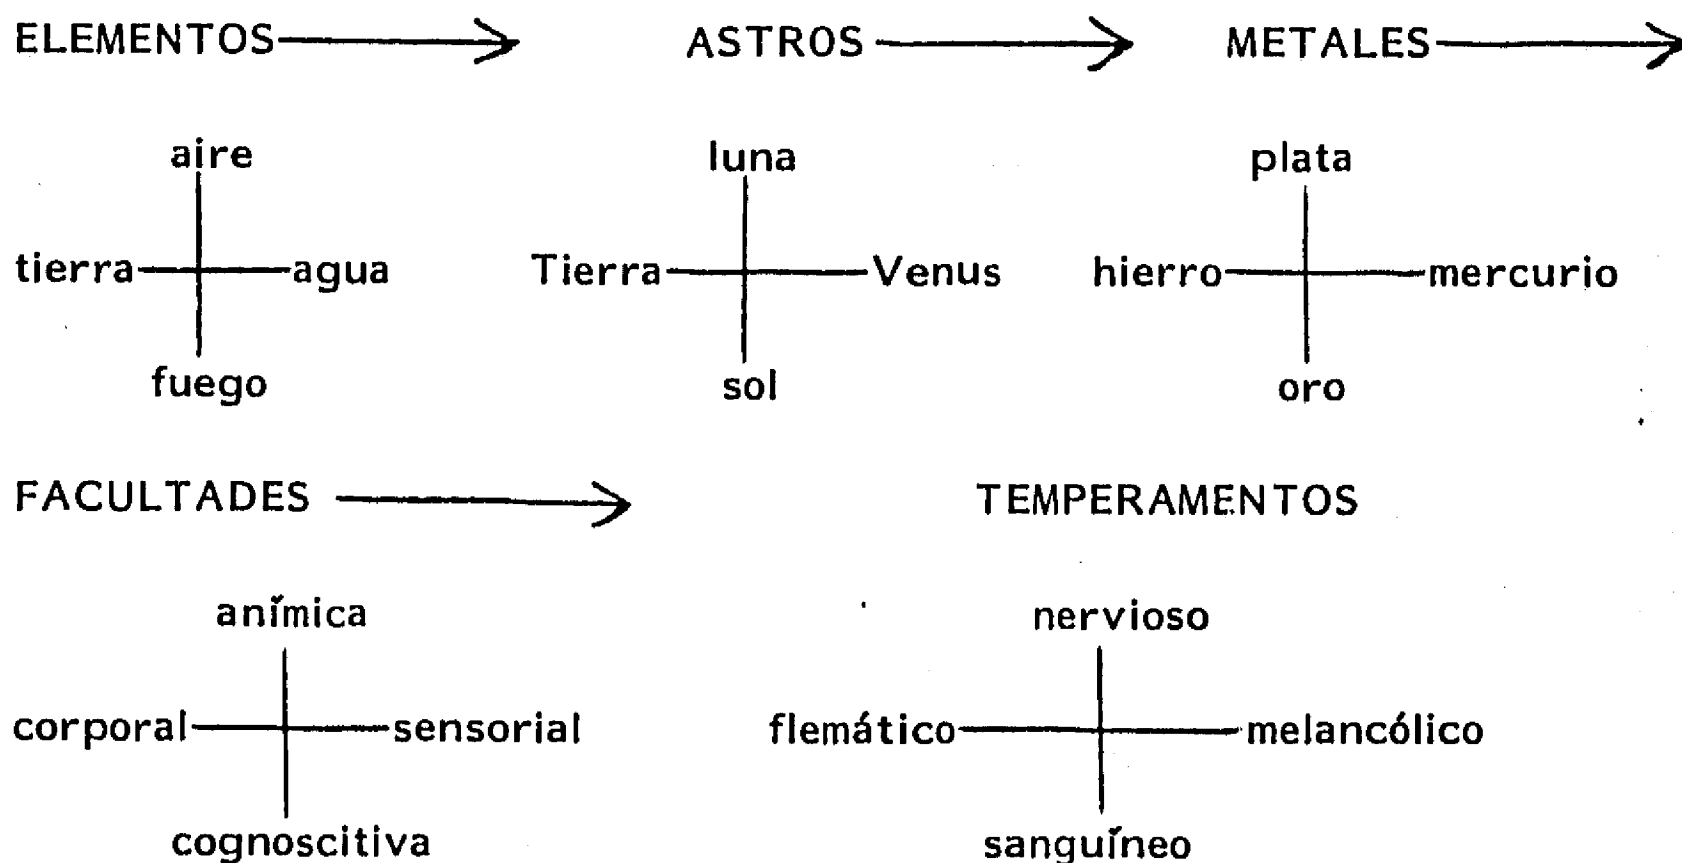 ELEMENTOS ASTROS METALES
aire luna plata
tierra agua Tierra Venus hierro mercurio
fuego sol oro
FACULTADES TEMPERAMENTOS
anímica nervioso
corporal sensorial flemático melancólico
cognoscitiva sanguíneo